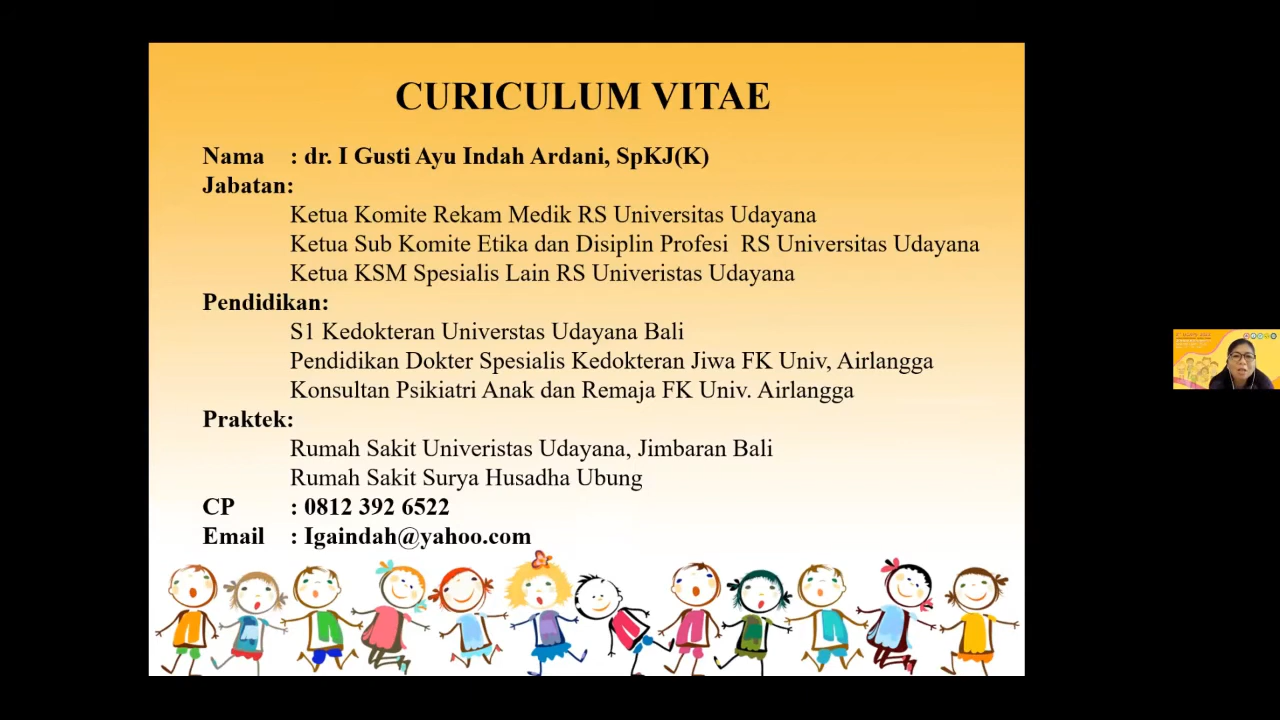 CURICULUM VITAE
Nama : dr. I Gusti Ayu Indah Ardani, SpKJ(K)
Jabatan:
Ketua Komite Rekam Medik RS Universitas Udayana
Ketua Sub Komite Etika dan Disiplin Profesi RS Universitas Udayana
Ketua KSM Spesialis Lain RS Univeristas Udayana
Pendidikan:
S1 Kedokteran Universtas Udayana Bali
Pendidikan Dokter Spesialis Kedokteran Jiwa FK Univ, Airlangga
Konsultan Psikiatri Anak dan Remaja FK Univ. Airlangga
Praktek:
Rumah Sakit Univeristas Udayana, Jimbaran Bali
Rumah Sakit Surya Husadha Ubung
CP : 0812 392 6522
Email : Igaindah@yahoo.com